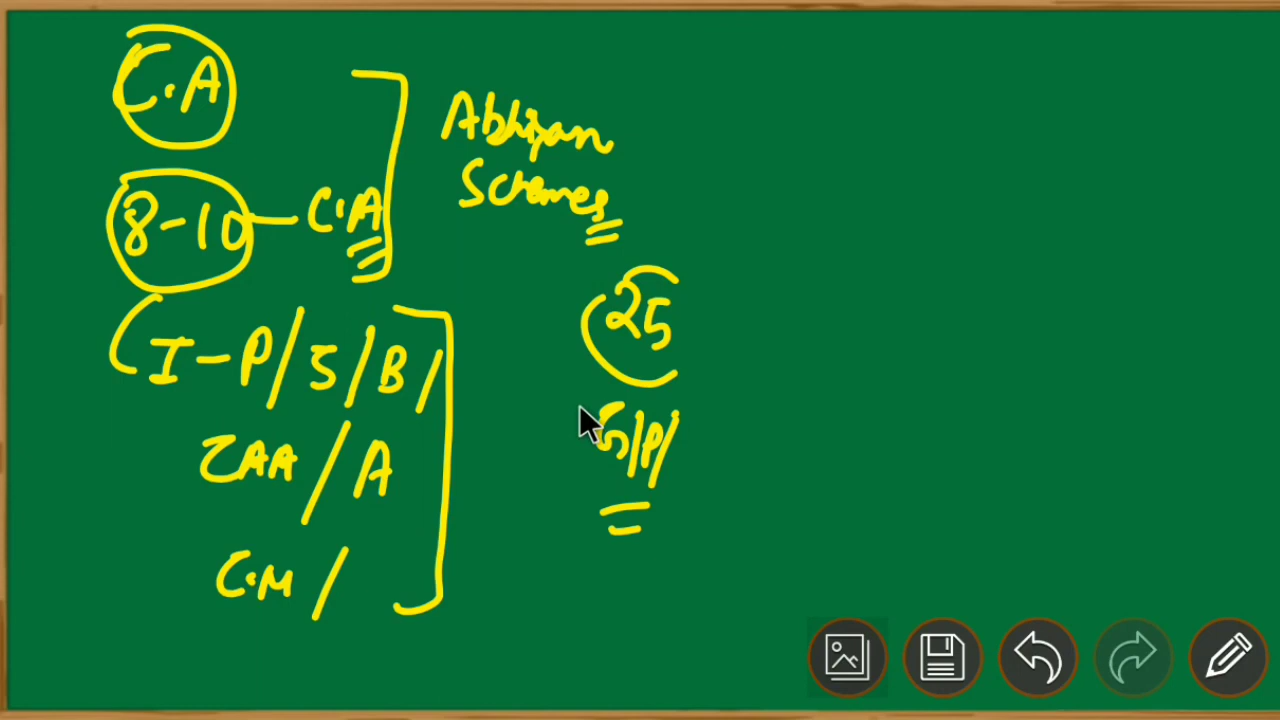 C.A
8-10 - C.A
Abhiyan
Schemes
(I-P/S/B/
ZAA/A
C.M/
25
S/P/